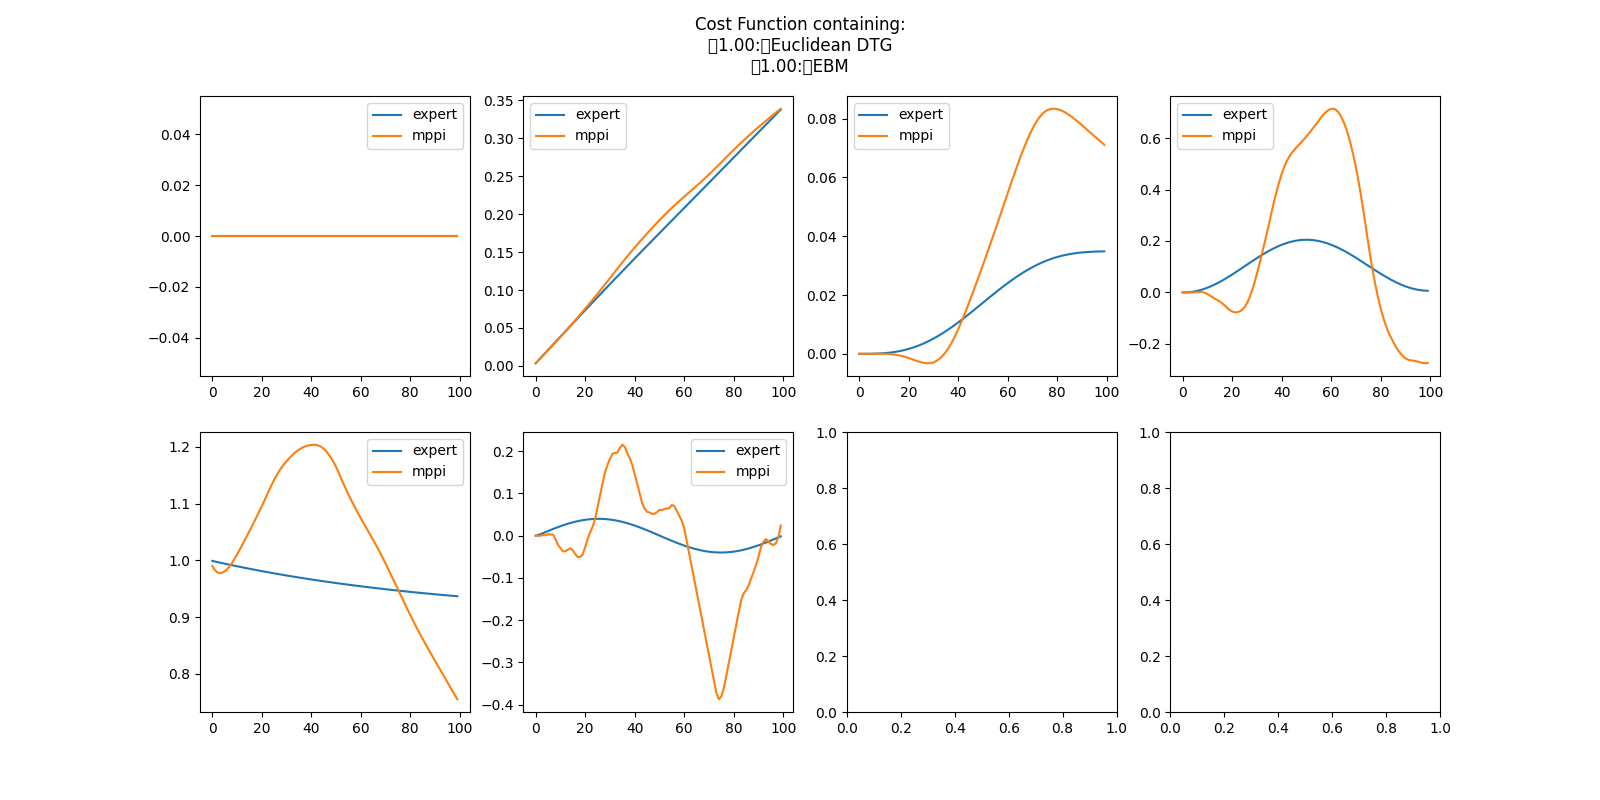 Cost Function containing:
1.00: Euclidean DTG
1.00: EBM
expert
mppi
0.04
0.02
0.00
−0.02
−0.04
0 20 40 60 80 100
expert
mppi
0.35
0.30
0.25
0.20
0.15
0.10
0.05
0.00
0 20 40 60 80 100
expert
mppi
0.08
0.06
0.04
0.02
0.00
0 20 40 60 80 100
expert
mppi
0.6
0.4
0.2
0.0
−0.2
0 20 40 60 80 100
expert
mppi
1.2
1.1
1.0
0.9
0.8
0 20 40 60 80 100
expert
mppi
0.2
0.1
0.0
−0.1
−0.2
−0.3
−0.4
0 20 40 60 80 100
1.0
0.8
0.6
0.4
0.2
0.0
0.0 0.2 0.4 0.6 0.8 1.0
1.0
0.8
0.6
0.4
0.2
0.0
0.0 0.2 0.4 0.6 0.8 1.0